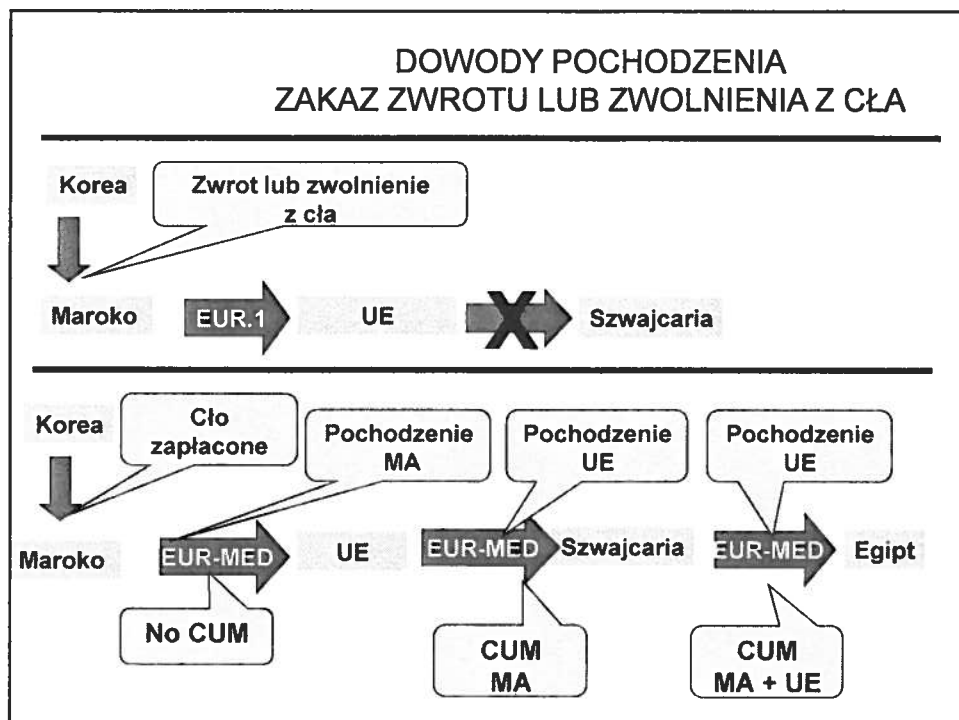 DOWODY POCHODZENIA
ZAKAZ ZWROTU LUB ZWOLNIENIA Z CŁA
Korea
Zwrot lub zwolnienie
z cła
Maroko
EUR.1
UE
Szwajcaria
Korea
Cło
zapłacone
Pochodzenie
MA
Pochodzenie
UE
Pochodzenie
UE
Maroko
EUR-MED
UE
EUR-MED
Szwajcaria
EUR-MED
Egipt
No CUM
CUM
MA
CUM
MA + UE